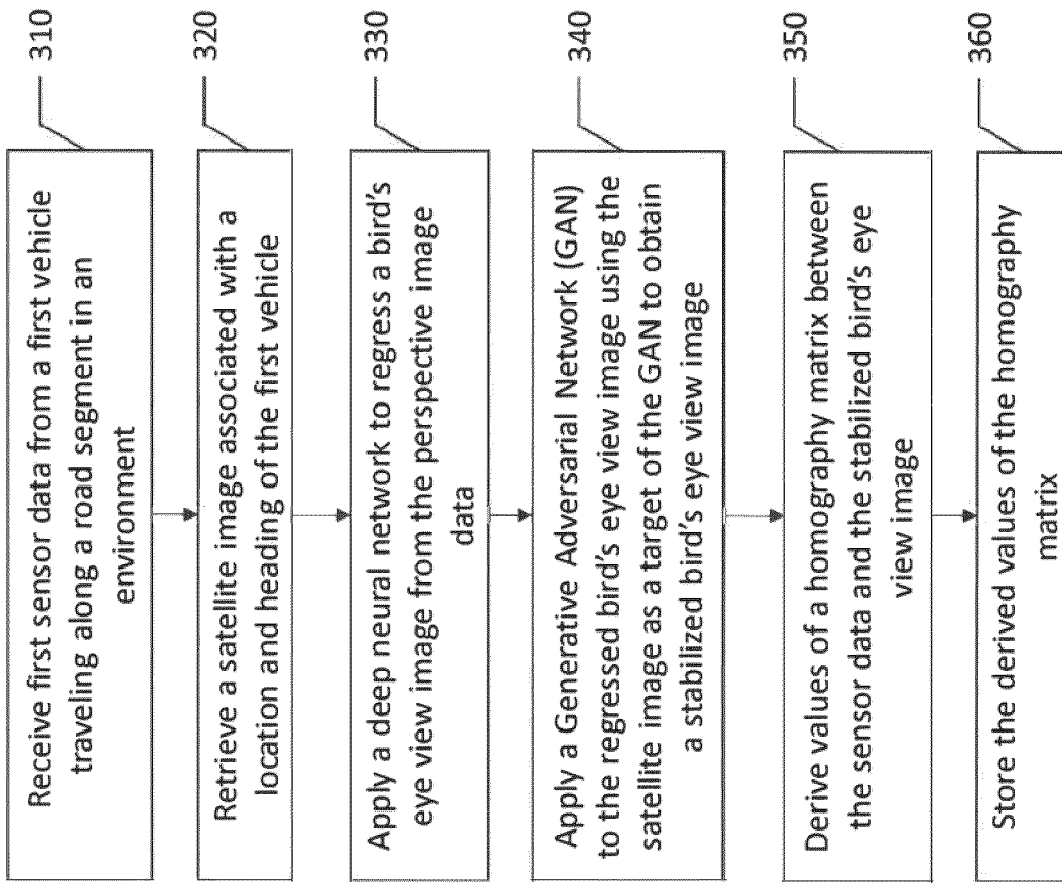 Receive first sensor data from a first vehicle
traveling along a road segment in an
environment
310
Retrieve a satellite image associated with a
location and heading of the first vehicle
320
Apply a deep neural network to regress a bird's
eye view image from the perspective image
data
330
Apply a Generative Adversarial Network (GAN)
to the regressed bird's eye view image using the
satellite image as a target of the GAN to obtain
a stabilized bird's eye view image
340
Derive values of a homography matrix between
the sensor data and the stabilized bird's eye
view image
350
Store the derived values of the homography
matrix
360